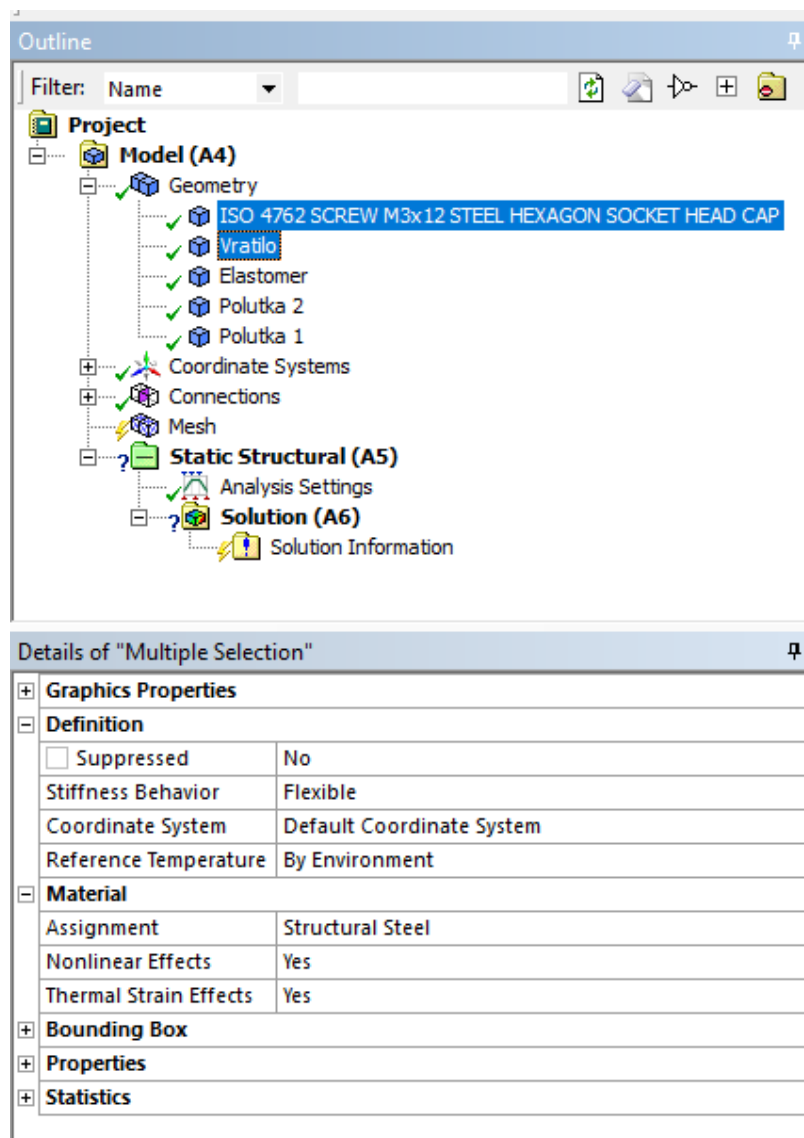 Outline
Filter: Name
Project
Model (A4)
Geometry
ISO 4762 SCREW M3x12 STEEL HEXAGON SOCKET HEAD CAP
Vratilo
Elastomer
Polutka 2
Polutka 1
Coordinate Systems
Connections
Mesh
Static Structural (A5)
Analysis Settings
Solution (A6)
Solution Information
Details of "Multiple Selection"
Graphics Properties
Definition
Suppressed No
Stiffness Behavior Flexible
Coordinate System Default Coordinate System
Reference Temperature By Environment
Material
Assignment Structural Steel
Nonlinear Effects Yes
Thermal Strain Effects Yes
Bounding Box
Properties
Statistics